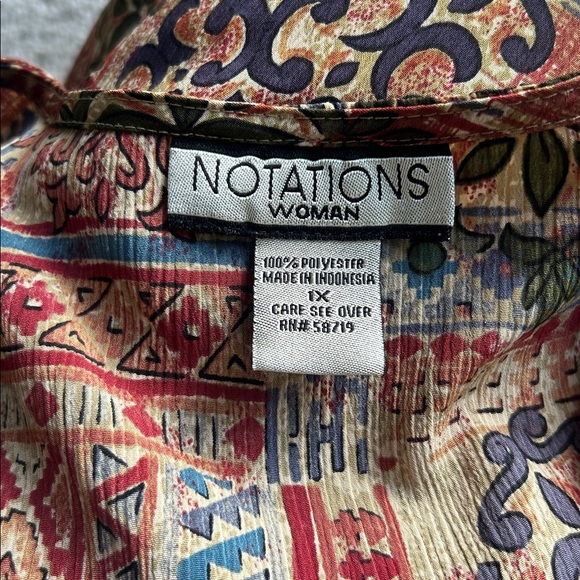 NOTATIONS
WOMAN
100% POLYESTER
MADE IN INDONESIA
1X
CARE SEE OVER
RN# 58719